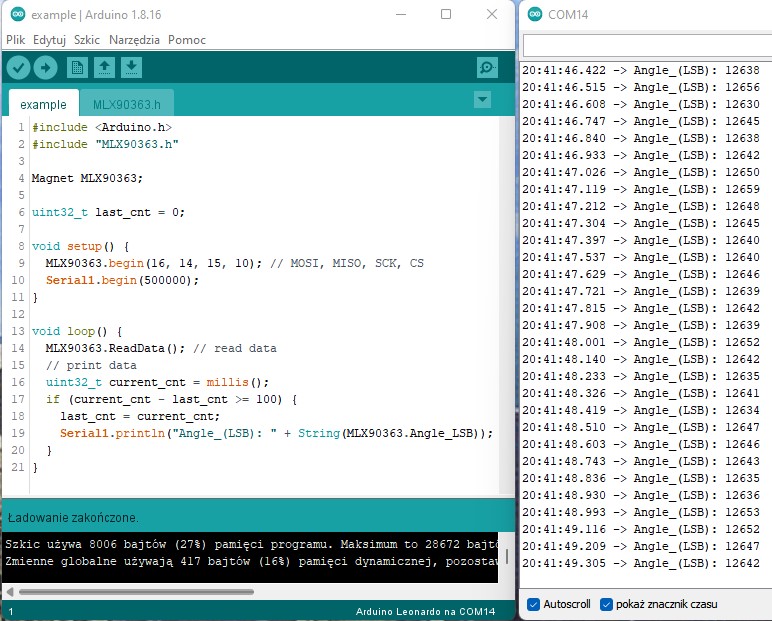 example | Arduino 1.8.16
Plik Edytuj Szkic Narzędzia Pomoc
example MLX90363.h
1 #include <Arduino.h>
2 #include "MLX90363.h"
3
4 Magnet MLX90363;
5
6 uint32_t last_cnt = 0;
7
8 void setup() {
9 MLX90363.begin(16, 14, 15, 10); // MOSI, MISO, SCK, CS
10 Serial1.begin(500000);
11 }
12
13 void loop() {
14 MLX90363.ReadData(); // read data
15 // print data
16 uint32_t current_cnt = millis();
17 if (current_cnt - last_cnt >= 100) {
18 last_cnt = current_cnt;
19 Serial1.println("Angle_(LSB): " + String(MLX90363.Angle_LSB));
20 }
21 }
Ładowanie zakończone.
Szkic używa 8006 bajtów (27%) pamięci programu. Maksimum to 28672 bajtó
Zmienne globalne używają 417 bajtów (16%) pamięci dynamicznej, pozostaw
1 Arduino Leonardo na COM14
COM14
20:41:46.422 -> Angle_(LSB): 12638
20:41:46.515 -> Angle_(LSB): 12656
20:41:46.608 -> Angle_(LSB): 12630
20:41:46.747 -> Angle_(LSB): 12645
20:41:46.840 -> Angle_(LSB): 12638
20:41:46.933 -> Angle_(LSB): 12642
20:41:47.026 -> Angle_(LSB): 12650
20:41:47.119 -> Angle_(LSB): 12659
20:41:47.212 -> Angle_(LSB): 12648
20:41:47.304 -> Angle_(LSB): 12645
20:41:47.397 -> Angle_(LSB): 12640
20:41:47.537 -> Angle_(LSB): 12640
20:41:47.629 -> Angle_(LSB): 12646
20:41:47.721 -> Angle_(LSB): 12639
20:41:47.815 -> Angle_(LSB): 12642
20:41:47.908 -> Angle_(LSB): 12639
20:41:48.001 -> Angle_(LSB): 12652
20:41:48.140 -> Angle_(LSB): 12642
20:41:48.233 -> Angle_(LSB): 12635
20:41:48.326 -> Angle_(LSB): 12641
20:41:48.419 -> Angle_(LSB): 12634
20:41:48.510 -> Angle_(LSB): 12647
20:41:48.603 -> Angle_(LSB): 12646
20:41:48.743 -> Angle_(LSB): 12643
20:41:48.836 -> Angle_(LSB): 12635
20:41:48.930 -> Angle_(LSB): 12636
20:41:48.993 -> Angle_(LSB): 12653
20:41:49.116 -> Angle_(LSB): 12652
20:41:49.209 -> Angle_(LSB): 12647
20:41:49.305 -> Angle_(LSB): 12642
Autoscroll pokaż znacznik czasu